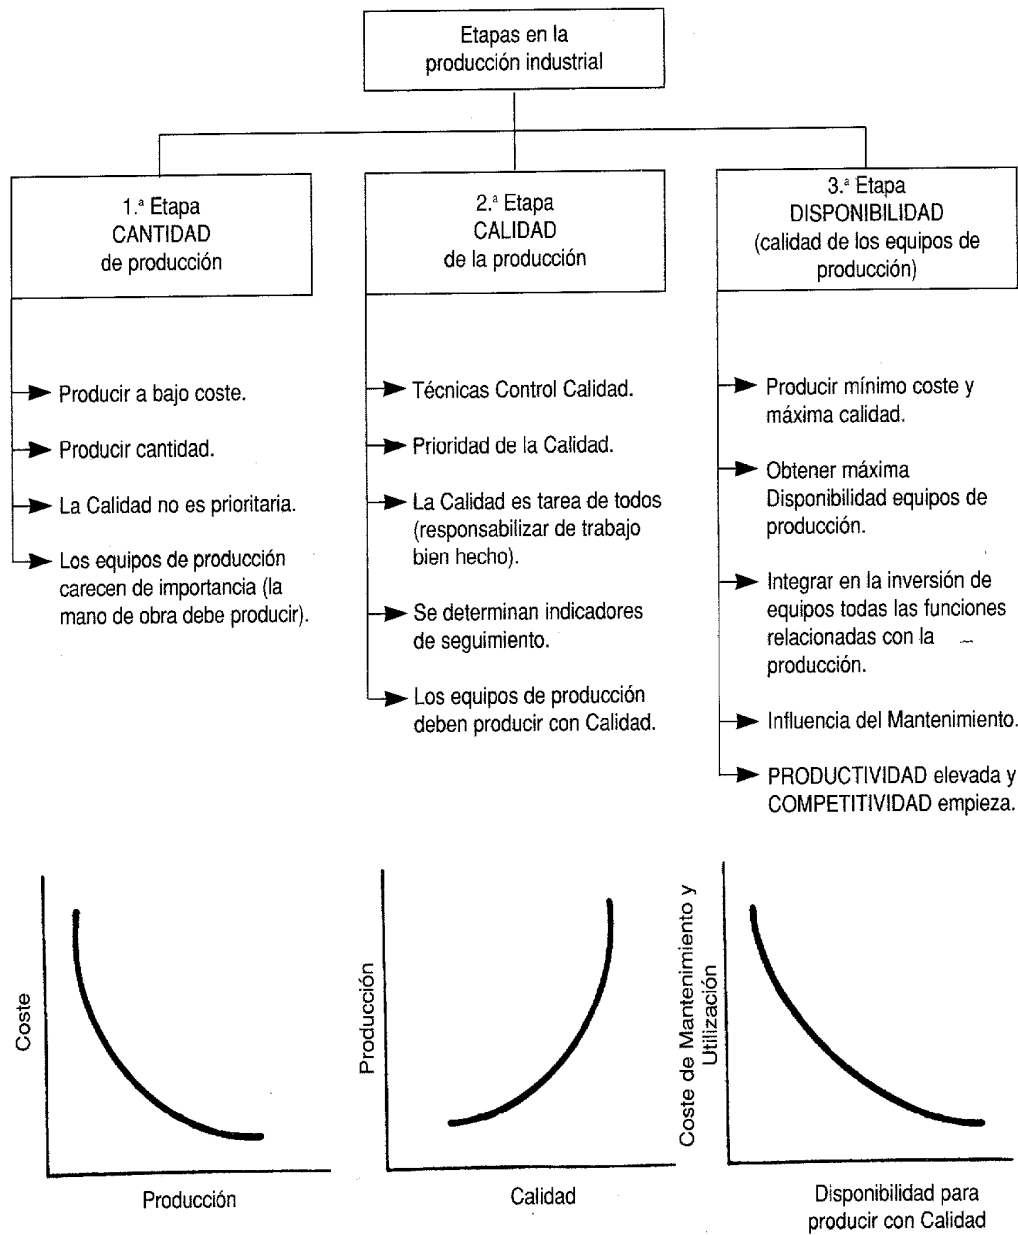 Etapas en la
producción industrial
1.ª Etapa
CANTIDAD
de producción
2.ª Etapa
CALIDAD
de la producción
3.ª Etapa
DISPONIBILIDAD
(calidad de los equipos de
producción)
Producir a bajo coste.
Producir cantidad.
La Calidad no es prioritaria.
Los equipos de producción
carecen de importancia (la
mano de obra debe producir).
Técnicas Control Calidad.
Prioridad de la Calidad.
La Calidad es tarea de todos
(responsabilizar de trabajo
bien hecho).
Se determinan indicadores
de seguimiento.
Los equipos de producción
deben producir con Calidad.
Producir mínimo coste y
máxima calidad.
Obtener máxima
Disponibilidad equipos de
producción.
Integrar en la inversión de
equipos todas las funciones
relacionadas con la
producción.
Influencia del Mantenimiento.
PRODUCTIVIDAD elevada y
COMPETITIVIDAD empieza.
Coste
Producción
Producción
Calidad
Coste de Mantenimiento y
Utilización
Disponibilidad para
producir con Calidad